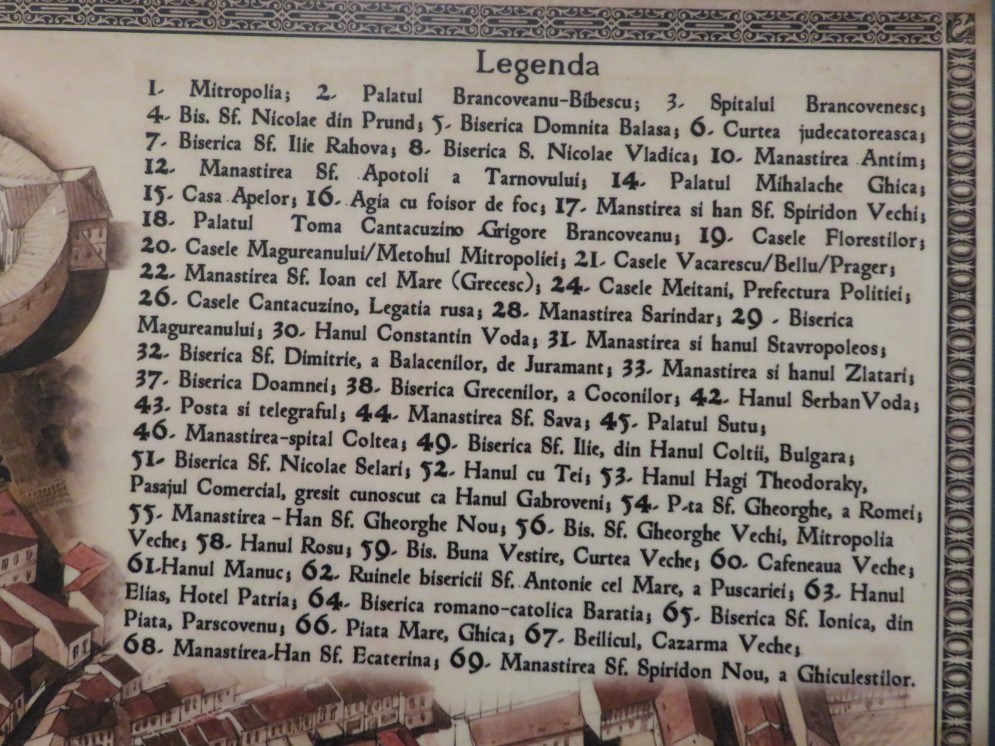 Legenda
1. Mitropolia; 2. Palatul Brancoveanu-Bibescu; 3. Spitalul Brancovenesc;
4. Bis. Sf. Nicolae din Prund; 5. Biserica Domnita Balasa; 6. Curtea judecatoreasca;
7. Biserica Sf. Ilie Rahova; 8. Biserica S. Nicolae Vladica; 10. Manastirea Antim;
12. Manastirea Sf. Apotoli a Tarnovului; 14. Palatul Mihalache Ghica;
15. Casa Apelor; 16. Agia cu foisor de foc; 17. Manstirea si han Sf. Spiridon Vechi;
18. Palatul Toma Cantacuzino Grigore Brancoveanu; 19. Casele Florestilor;
20. Casele Magureanului/Metohul Mitropoliei; 21. Casele Vacarescu/Bellu/Prager;
22. Manastirea Sf. Ioan cel Mare (Grecesc); 24. Casele Meitani, Prefectura Politiei;
26. Casele Cantacuzino, Legatia rusa; 28. Manastirea Sarindar; 29 . Biserica
Magureanului; 30. Hanul Constantin Voda; 31. Manastirea si hanul Stavropoleos;
32. Biserica Sf. Dimitrie, a Balacenilor, de Juramant; 33. Manastirea si hanul Zlatari;
37. Biserica Doamnei; 38. Biserica Grecenilor, a Coconilor; 42. Hanul SerbanVoda;
43. Posta si telegraful; 44. Manastirea Sf. Sava; 45. Palatul Sutu;
46. Manastirea-spital Coltea; 49. Biserica Sf. Ilie, din Hanul Coltii, Bulgara;
51. Biserica Sf. Nicolae Selari; 52. Hanul cu Tei; 53. Hanul Hagi Theodoraky,
Pasajul Comercial, gresit cunoscut ca Hanul Gabroveni; 54. P-ta Sf. Gheorghe, a Romei;
55. Manastirea - Han Sf. Gheorghe Nou; 56. Bis. Sf. Gheorghe Vechi, Mitropolia
Veche; 58. Hanul Rosu; 59. Bis. Buna Vestire, Curtea Veche; 60. Cafeneaua Veche;
61.Hanul Manuc; 62. Ruinele bisericii Sf. Antonie cel Mare, a Puscariei; 63. Hanul
Elias, Hotel Patria; 64. Biserica romano-catolica Baratia; 65. Biserica Sf. Ionica, din
Piata, Parscovenu; 66. Piata Mare, Ghica; 67. Beilicul, Cazarma Veche;
68. Manastirea-Han Sf. Ecaterina; 69. Manastirea Sf. Spiridon Nou, a Ghiculestilor.